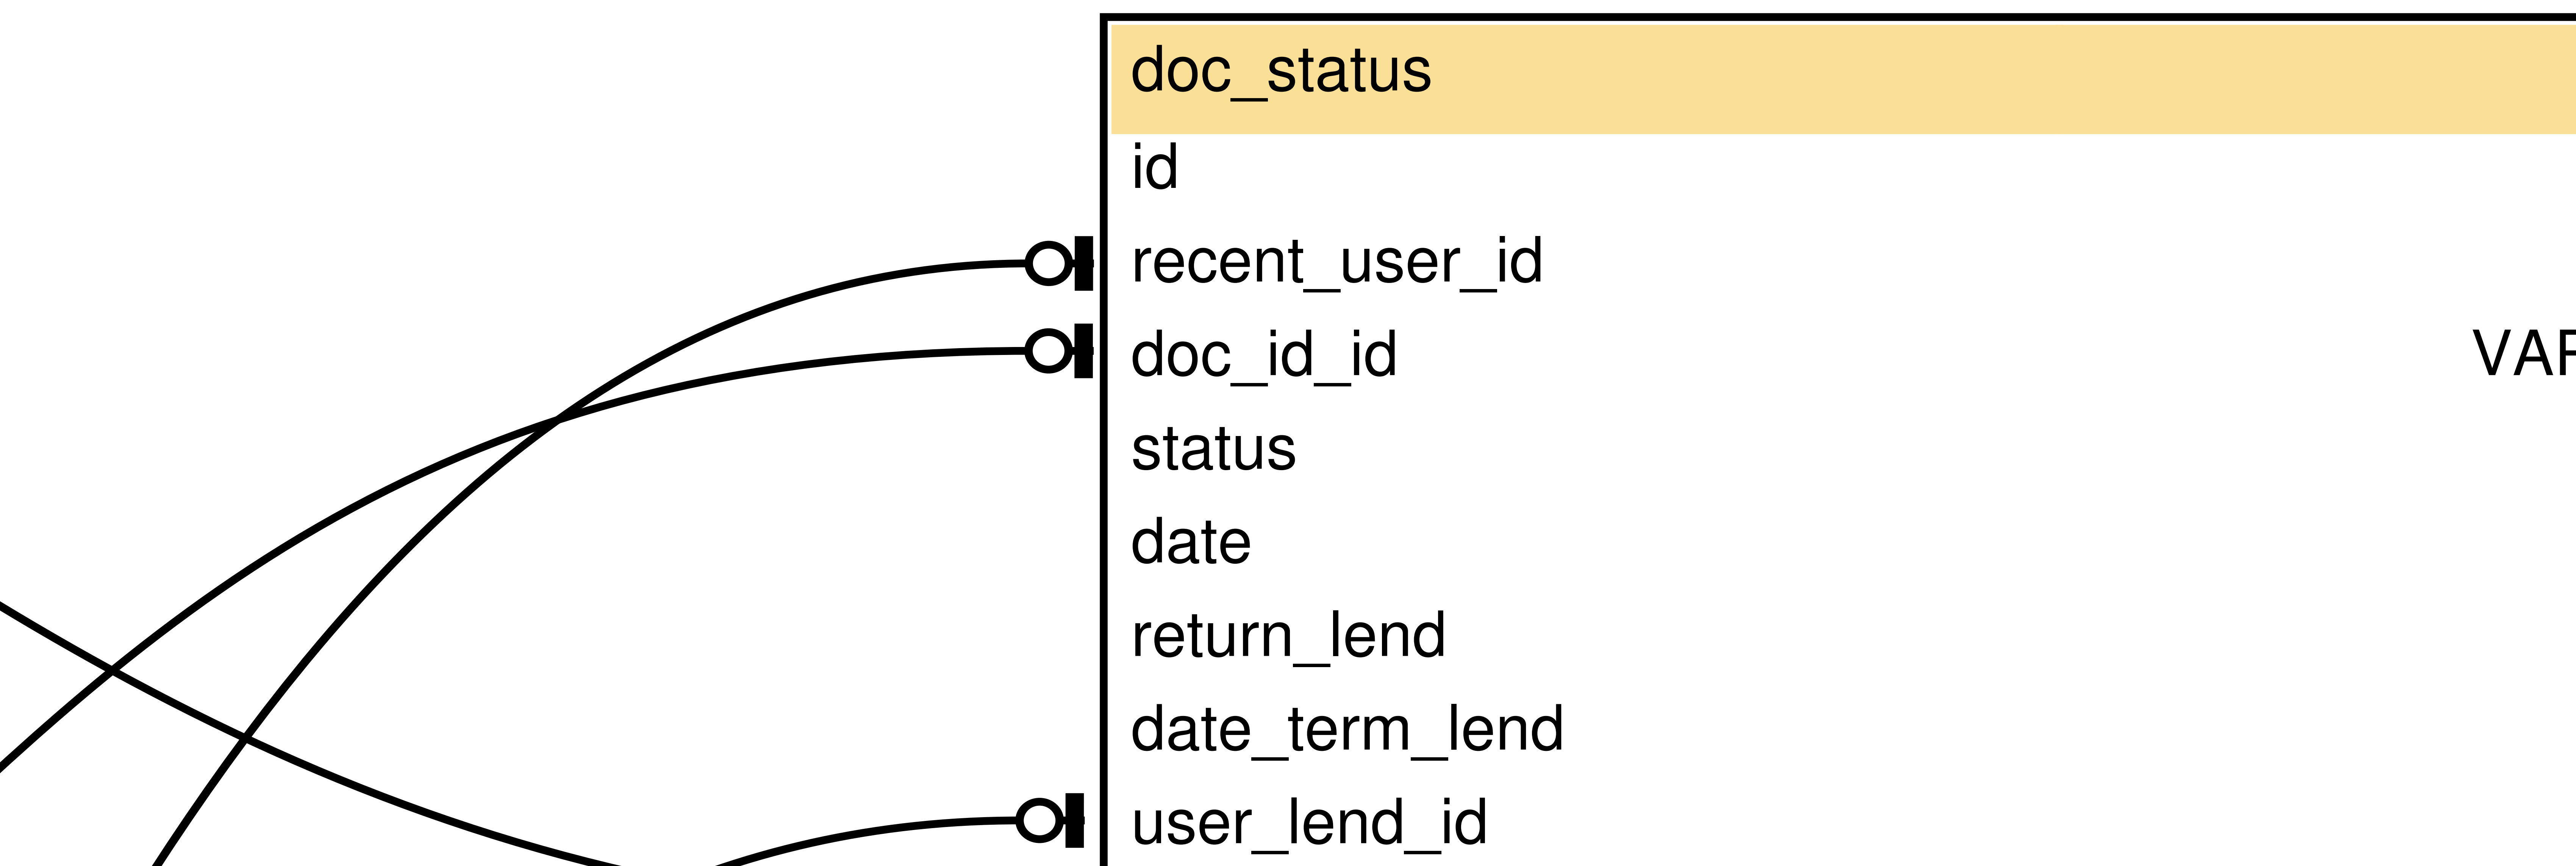 doc_status
id
recent_user_id
doc_id_id
status
date
return_lend
date_term_lend
user_lend_id